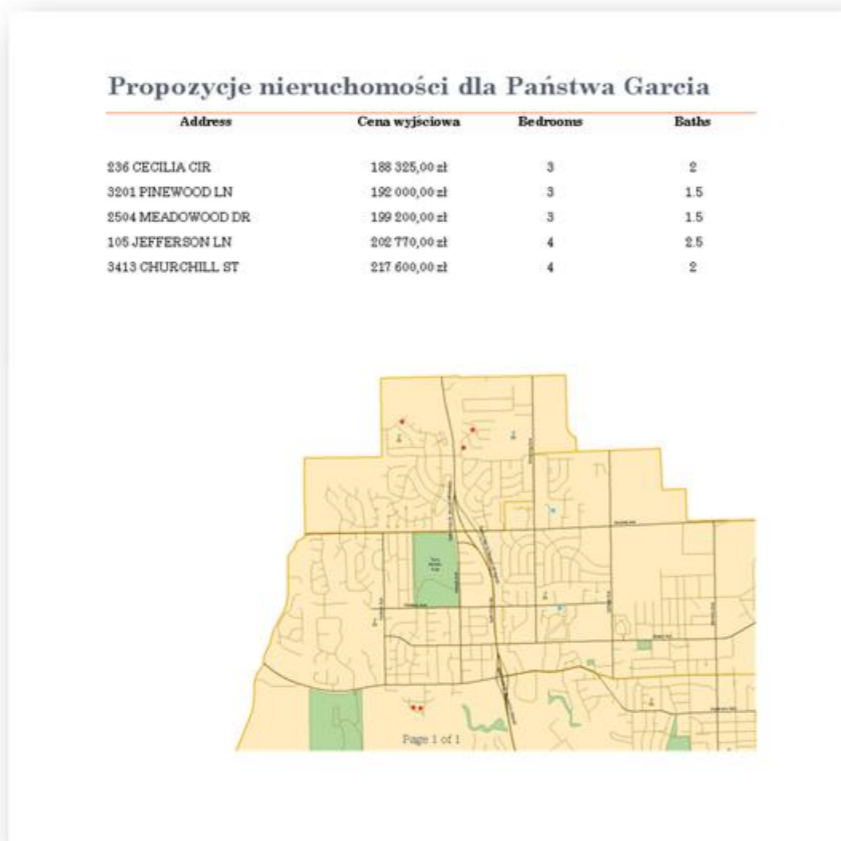 Propozycje nieruchomości dla Państwa Garcia
Address Cena wyjściowa Bedrooms Baths
236 CECILIA CIR 188 325,00 zł 3 2
3201 PINEWOOD LN 192 000,00 zł 3 1.5
2504 MEADOWOOD DR 199 200,00 zł 3 1.5
105 JEFFERSON LN 202 770,00 zł 4 2.5
3413 CHURCHILL ST 217 600,00 zł 4 2
Page 1 of 1